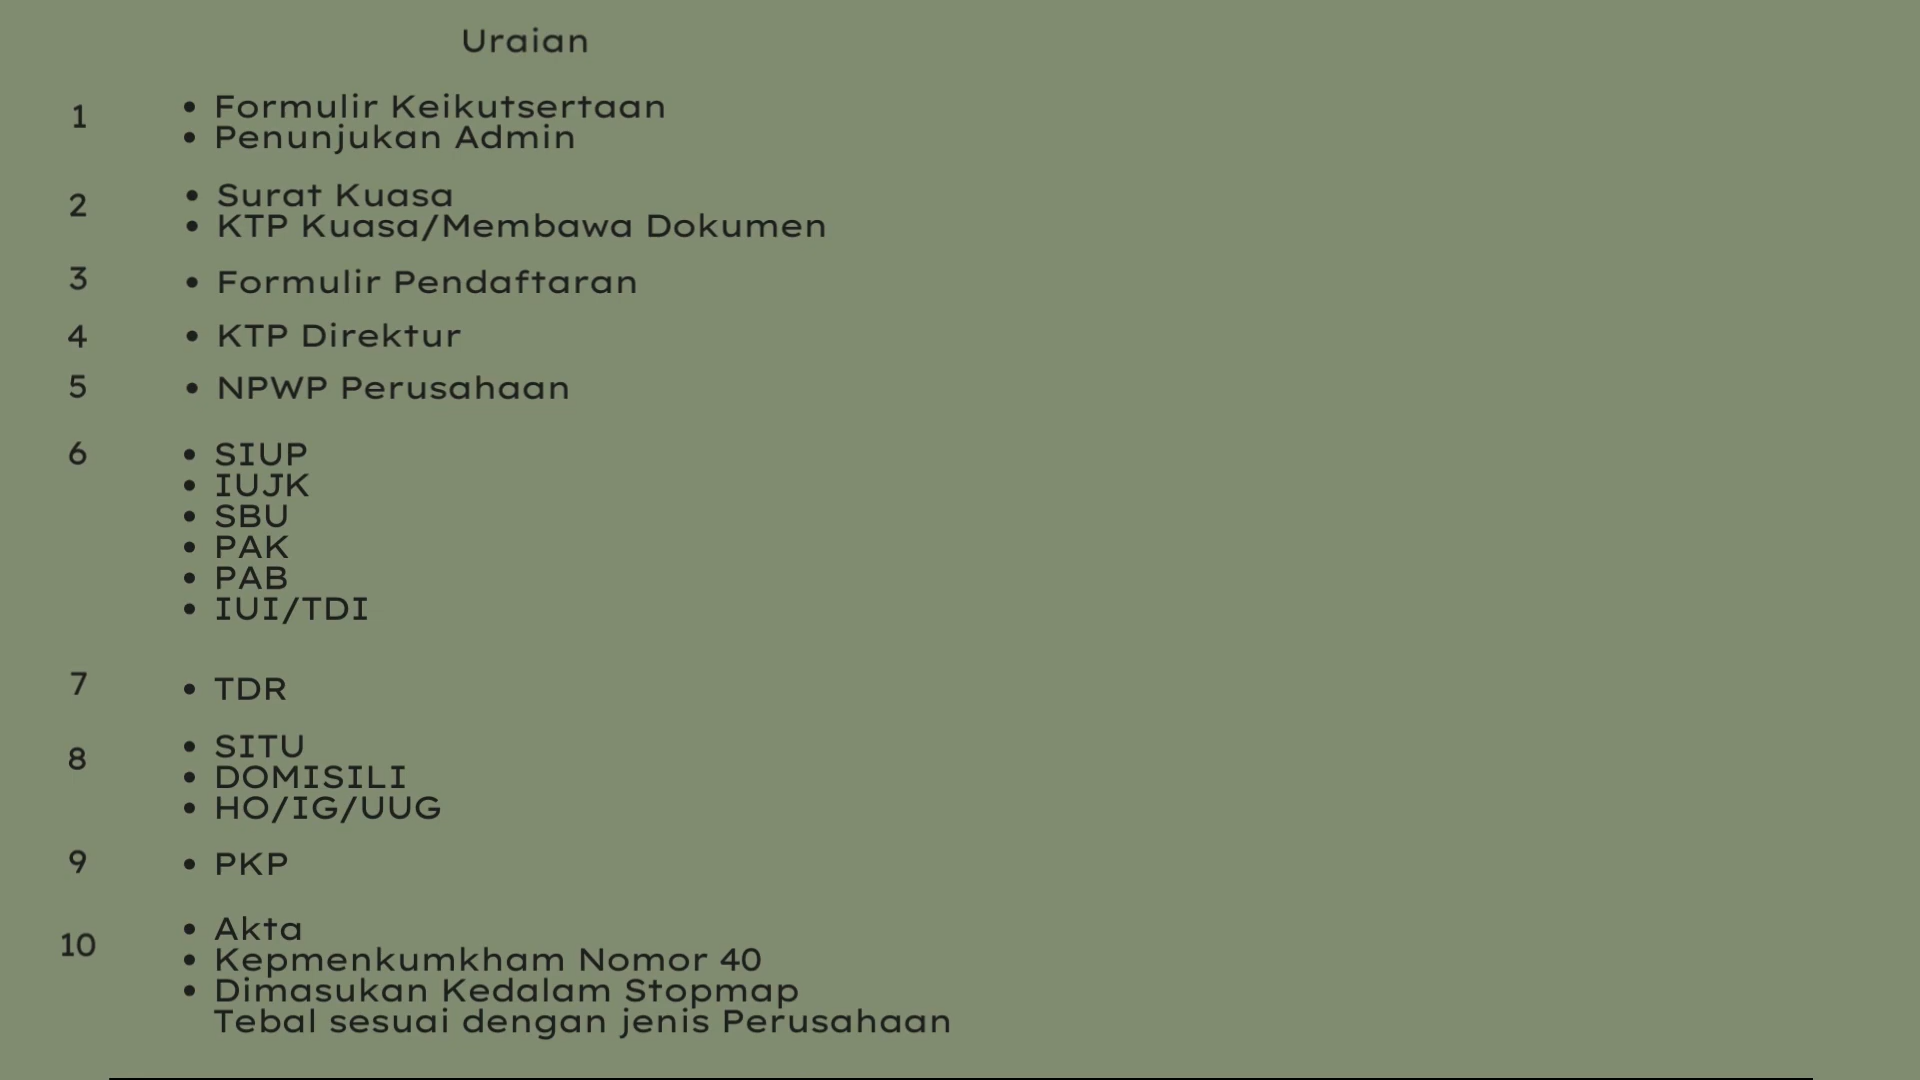 Uraian
1
• Formulir Keikutsertaan
• Penunjukan Admin
2
• Surat Kuasa
• KTP Kuasa/Membawa Dokumen
3
• Formulir Pendaftaran
4
• KTP Direktur
5
• NPWP Perusahaan
6
• SIUP
• IUJK
• SBU
• PAK
• PAB
• IUI/TDI
7
• TDR
8
• SITU
• DOMISILI
• HO/IG/UUG
9
• PKP
10
• Akta
• Kepmenkumkham Nomor 40
• Dimasukan Kedalam Stopmap
Tebal sesuai dengan jenis Perusahaan